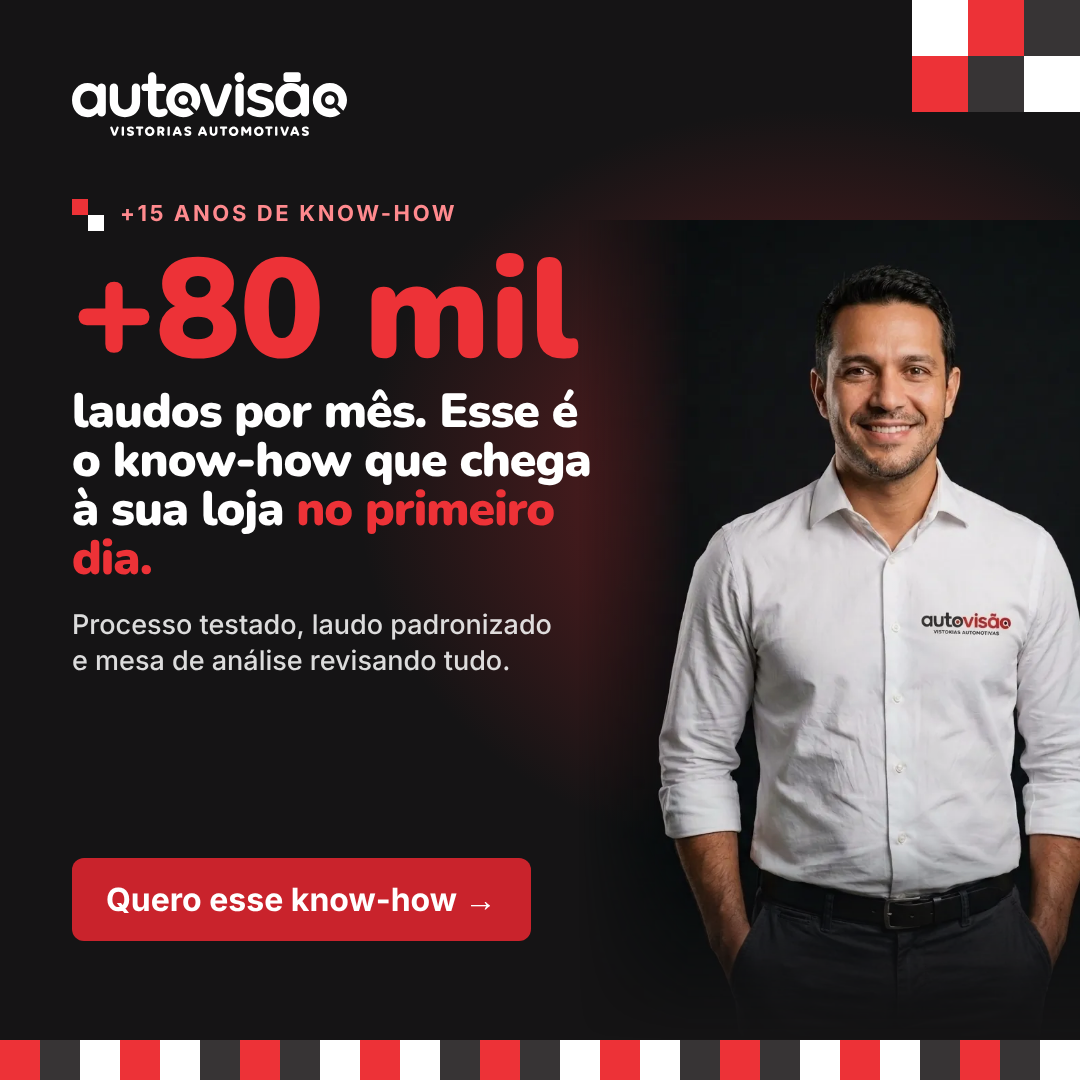 autovisão
VISTORIAS AUTOMOTIVAS
+15 ANOS DE KNOW-HOW
+80 mil
laudos por mês. Esse é
o know-how que chega
à sua loja no primeiro
dia.
Processo testado, laudo padronizado
e mesa de análise revisando tudo.
autovisão
VISTORIAS AUTOMOTIVAS
Quero esse know-how →